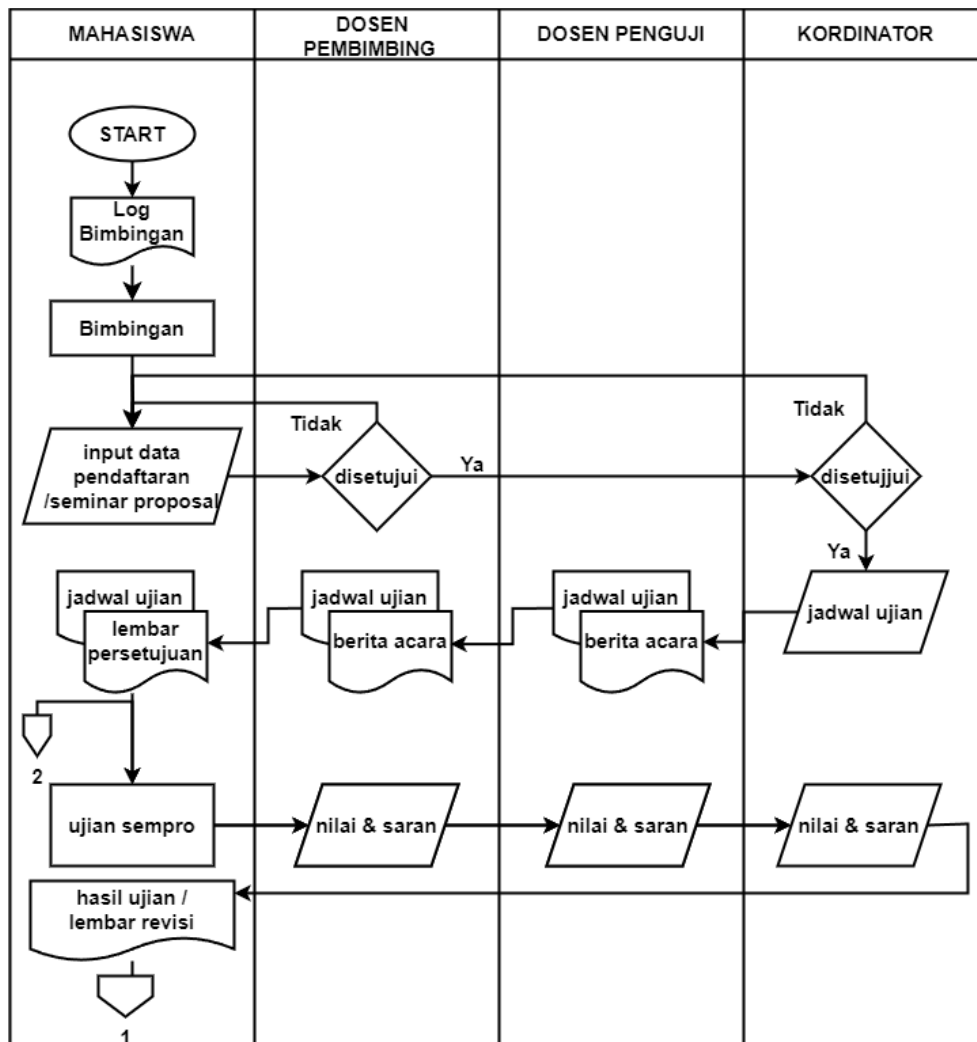 MAHASISWA
DOSEN
PEMBIMBING
DOSEN PENGUJI
KORDINATOR
START
Log
Bimbingan
Bimbingan
Tidak
Tidak
input data
pendaftaran
/seminar proposal
disetujui
Ya
disetujjui
Ya
jadwal ujian
lembar
persetujuan
jadwal ujian
berita acara
jadwal ujian
berita acara
jadwal ujian
2
ujian sempro
nilai & saran
nilai & saran
nilai & saran
hasil ujian /
lembar revisi
1